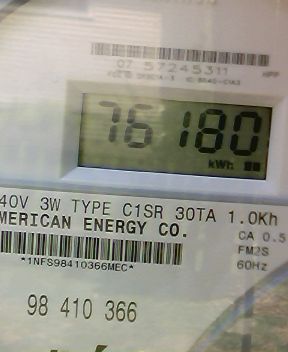 07 57245311
76180
kWh
40V 3W TYPE C1SR 30TA 1.0Kh
MERICAN ENERGY CO.
CA 0.5
FM2S
60Hz
*1NFS98410366MEC*
98 410 366